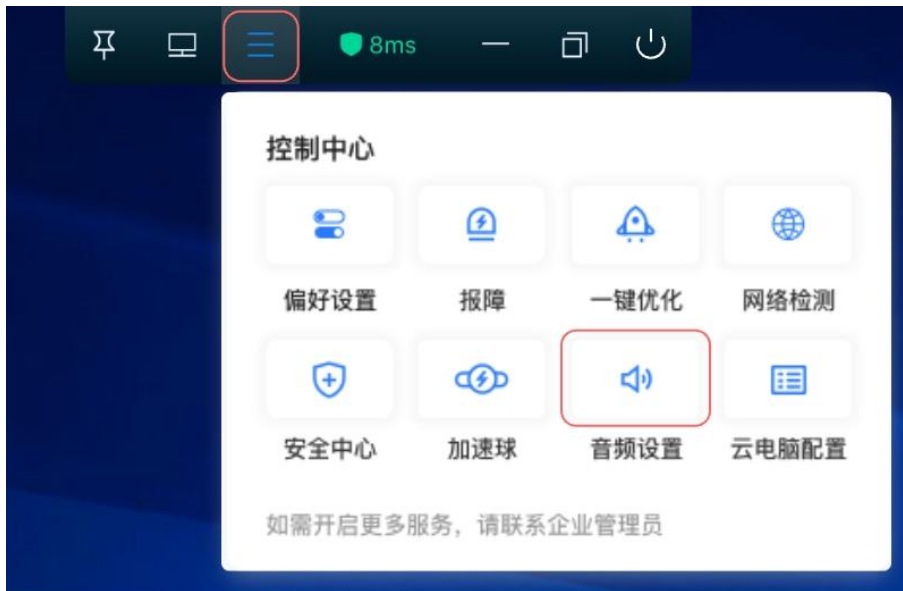 8ms
控制中心
偏好设置 报障 一键优化 网络检测
安全中心 加速球 音频设置 云电脑配置
如需开启更多服务，请联系企业管理员